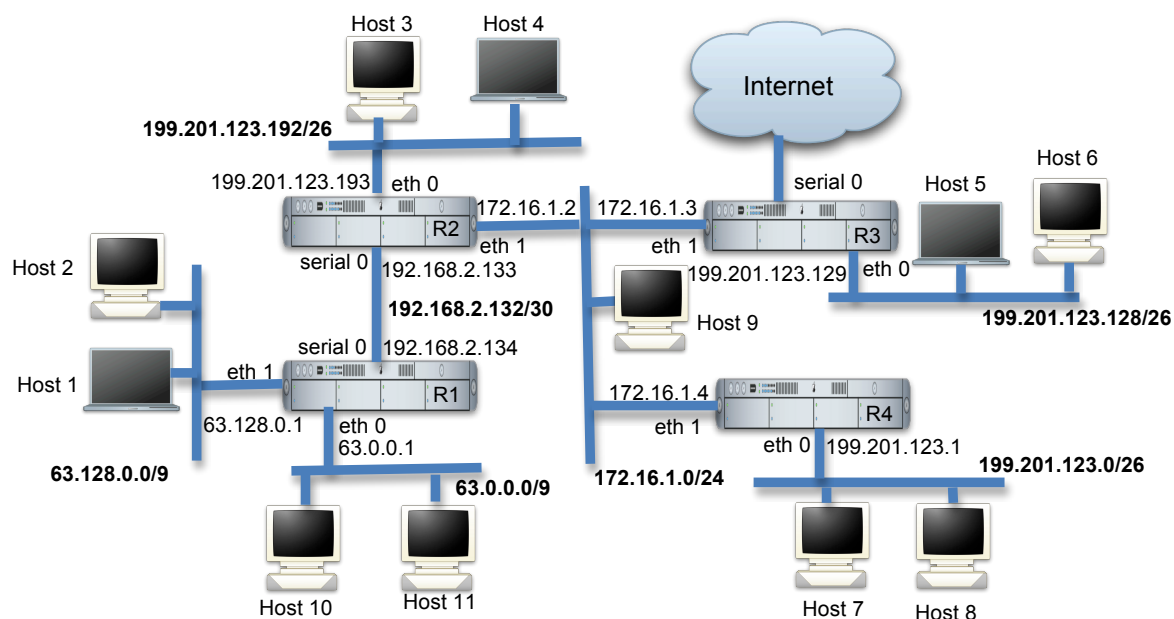 Host 3
Host 4
Internet
199.201.123.192/26
Host 6
199.201.123.193
eth 0
serial 0
Host 5
172.16.1.2
172.16.1.3
R2
R3
eth 1
eth 1
Host 2
serial 0
192.168.2.133
199.201.123.129
eth 0
192.168.2.132/30
Host 9
199.201.123.128/26
serial 0
192.168.2.134
Host 1
eth 1
R1
172.16.1.4
R4
63.128.0.1
eth 0
eth 1
eth 0
199.201.123.1
63.0.0.1
63.128.0.0/9
63.0.0.0/9
172.16.1.0/24
199.201.123.0/26
Host 10
Host 11
Host 7
Host 8